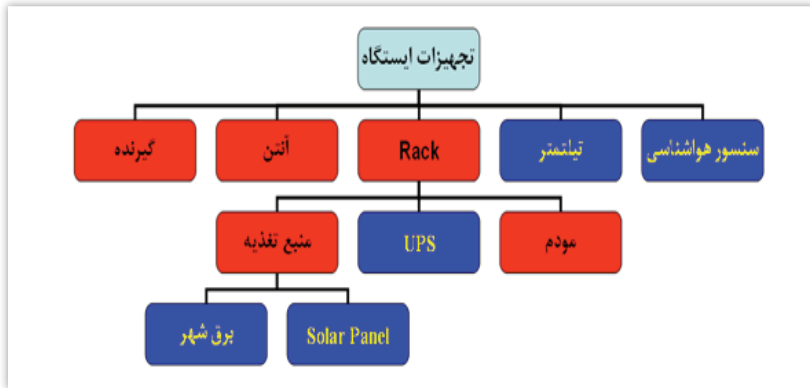 تجهیزات ایستگاه
سنسور هواشناسی
تیلتمتر
Rack
آنتن
گیرنده
مودم
UPS
منبع تغذیه
Solar Panel
برق شهر